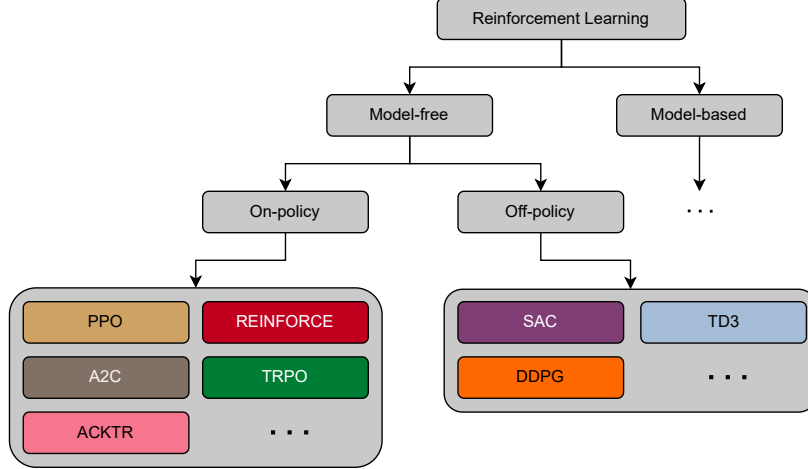 Reinforcement Learning
Model-free
Model-based
On-policy
Off-policy
. . .
PPO
REINFORCE
SAC
TD3
A2C
TRPO
DDPG
. . .
ACKTR
. . .